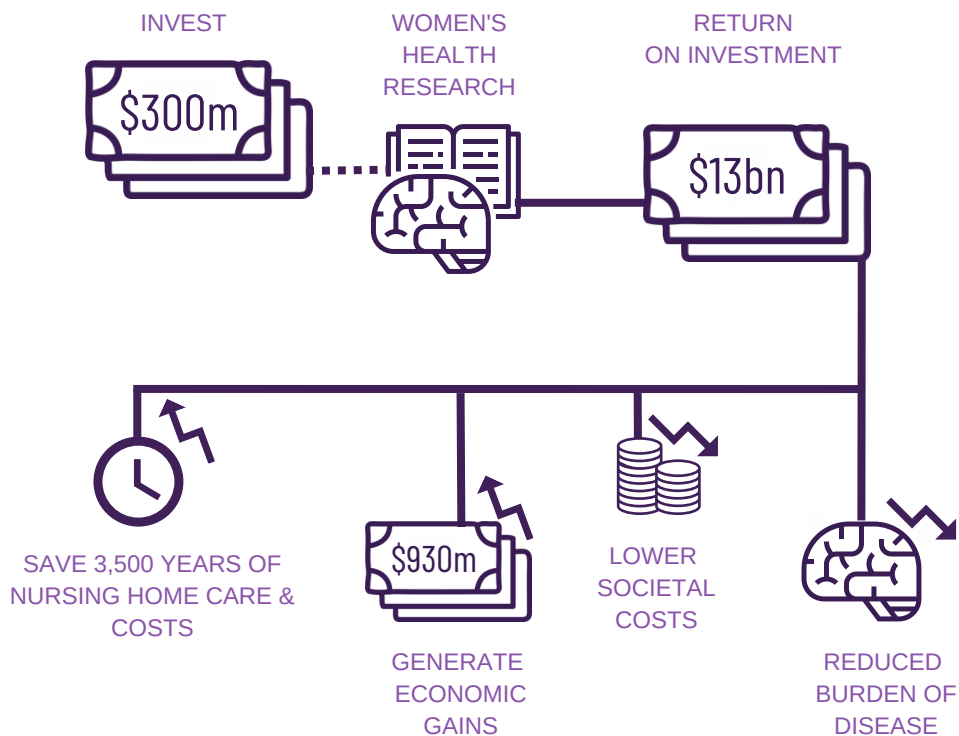 INVEST
WOMEN'S
HEALTH
RESEARCH
RETURN
ON INVESTMENT
$300m
$13bn
SAVE 3,500 YEARS OF
NURSING HOME CARE &
COSTS
$930m
GENERATE
ECONOMIC
GAINS
LOWER
SOCIETAL
COSTS
REDUCED
BURDEN OF
DISEASE